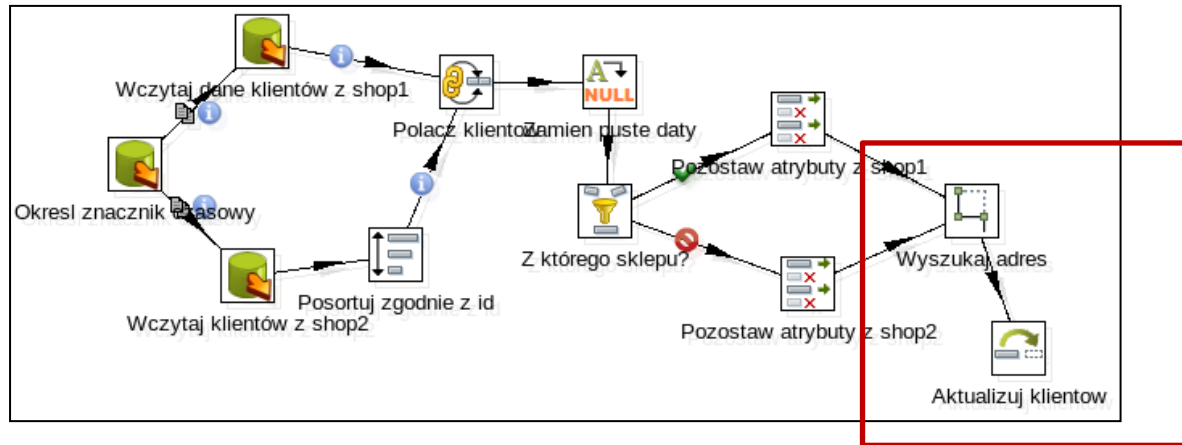 Wczytaj dane klientów z shop1
Polacz klientow
A
NULL
Zamien puste daty
Pozostaw atrybuty z shop1
Okresl znacznik czasowy
Z którego sklepu?
Wyszukaj adres
Posortuj zgodnie z id
Wczytaj klientów z shop2
Pozostaw atrybuty z shop2
Aktualizuj klientow